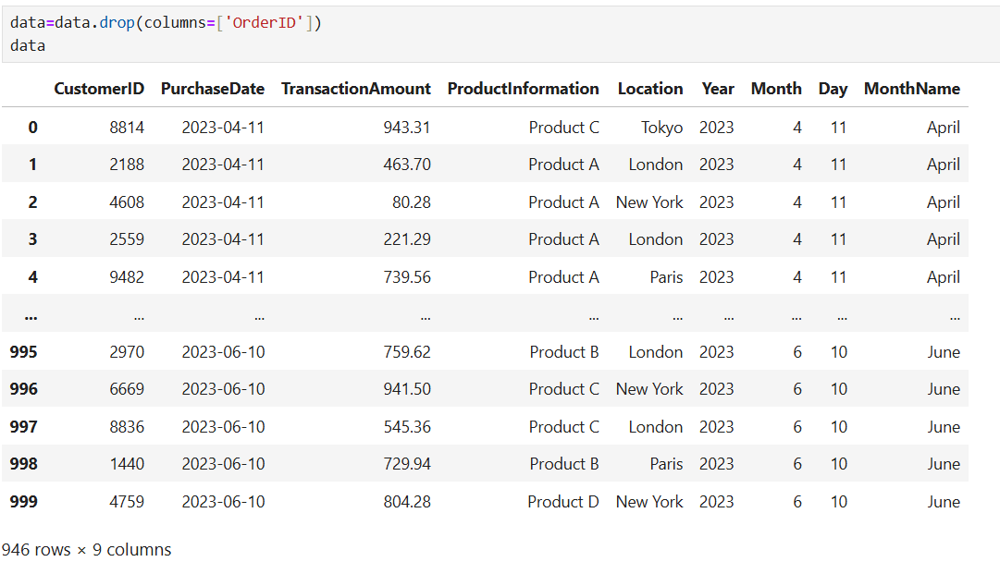 data=data.drop(columns=['OrderID'])
data
CustomerID PurchaseDate TransactionAmount ProductInformation Location Year Month Day MonthName
0 8814 2023-04-11 943.31 Product C Tokyo 2023 4 11 April
1 2188 2023-04-11 463.70 Product A London 2023 4 11 April
2 4608 2023-04-11 80.28 Product A New York 2023 4 11 April
3 2559 2023-04-11 221.29 Product A London 2023 4 11 April
4 9482 2023-04-11 739.56 Product A Paris 2023 4 11 April
... ... ... ... ... ... ... ... ... ...
995 2970 2023-06-10 759.62 Product B London 2023 6 10 June
996 6669 2023-06-10 941.50 Product C New York 2023 6 10 June
997 8836 2023-06-10 545.36 Product C London 2023 6 10 June
998 1440 2023-06-10 729.94 Product B Paris 2023 6 10 June
999 4759 2023-06-10 804.28 Product D New York 2023 6 10 June
946 rows × 9 columns